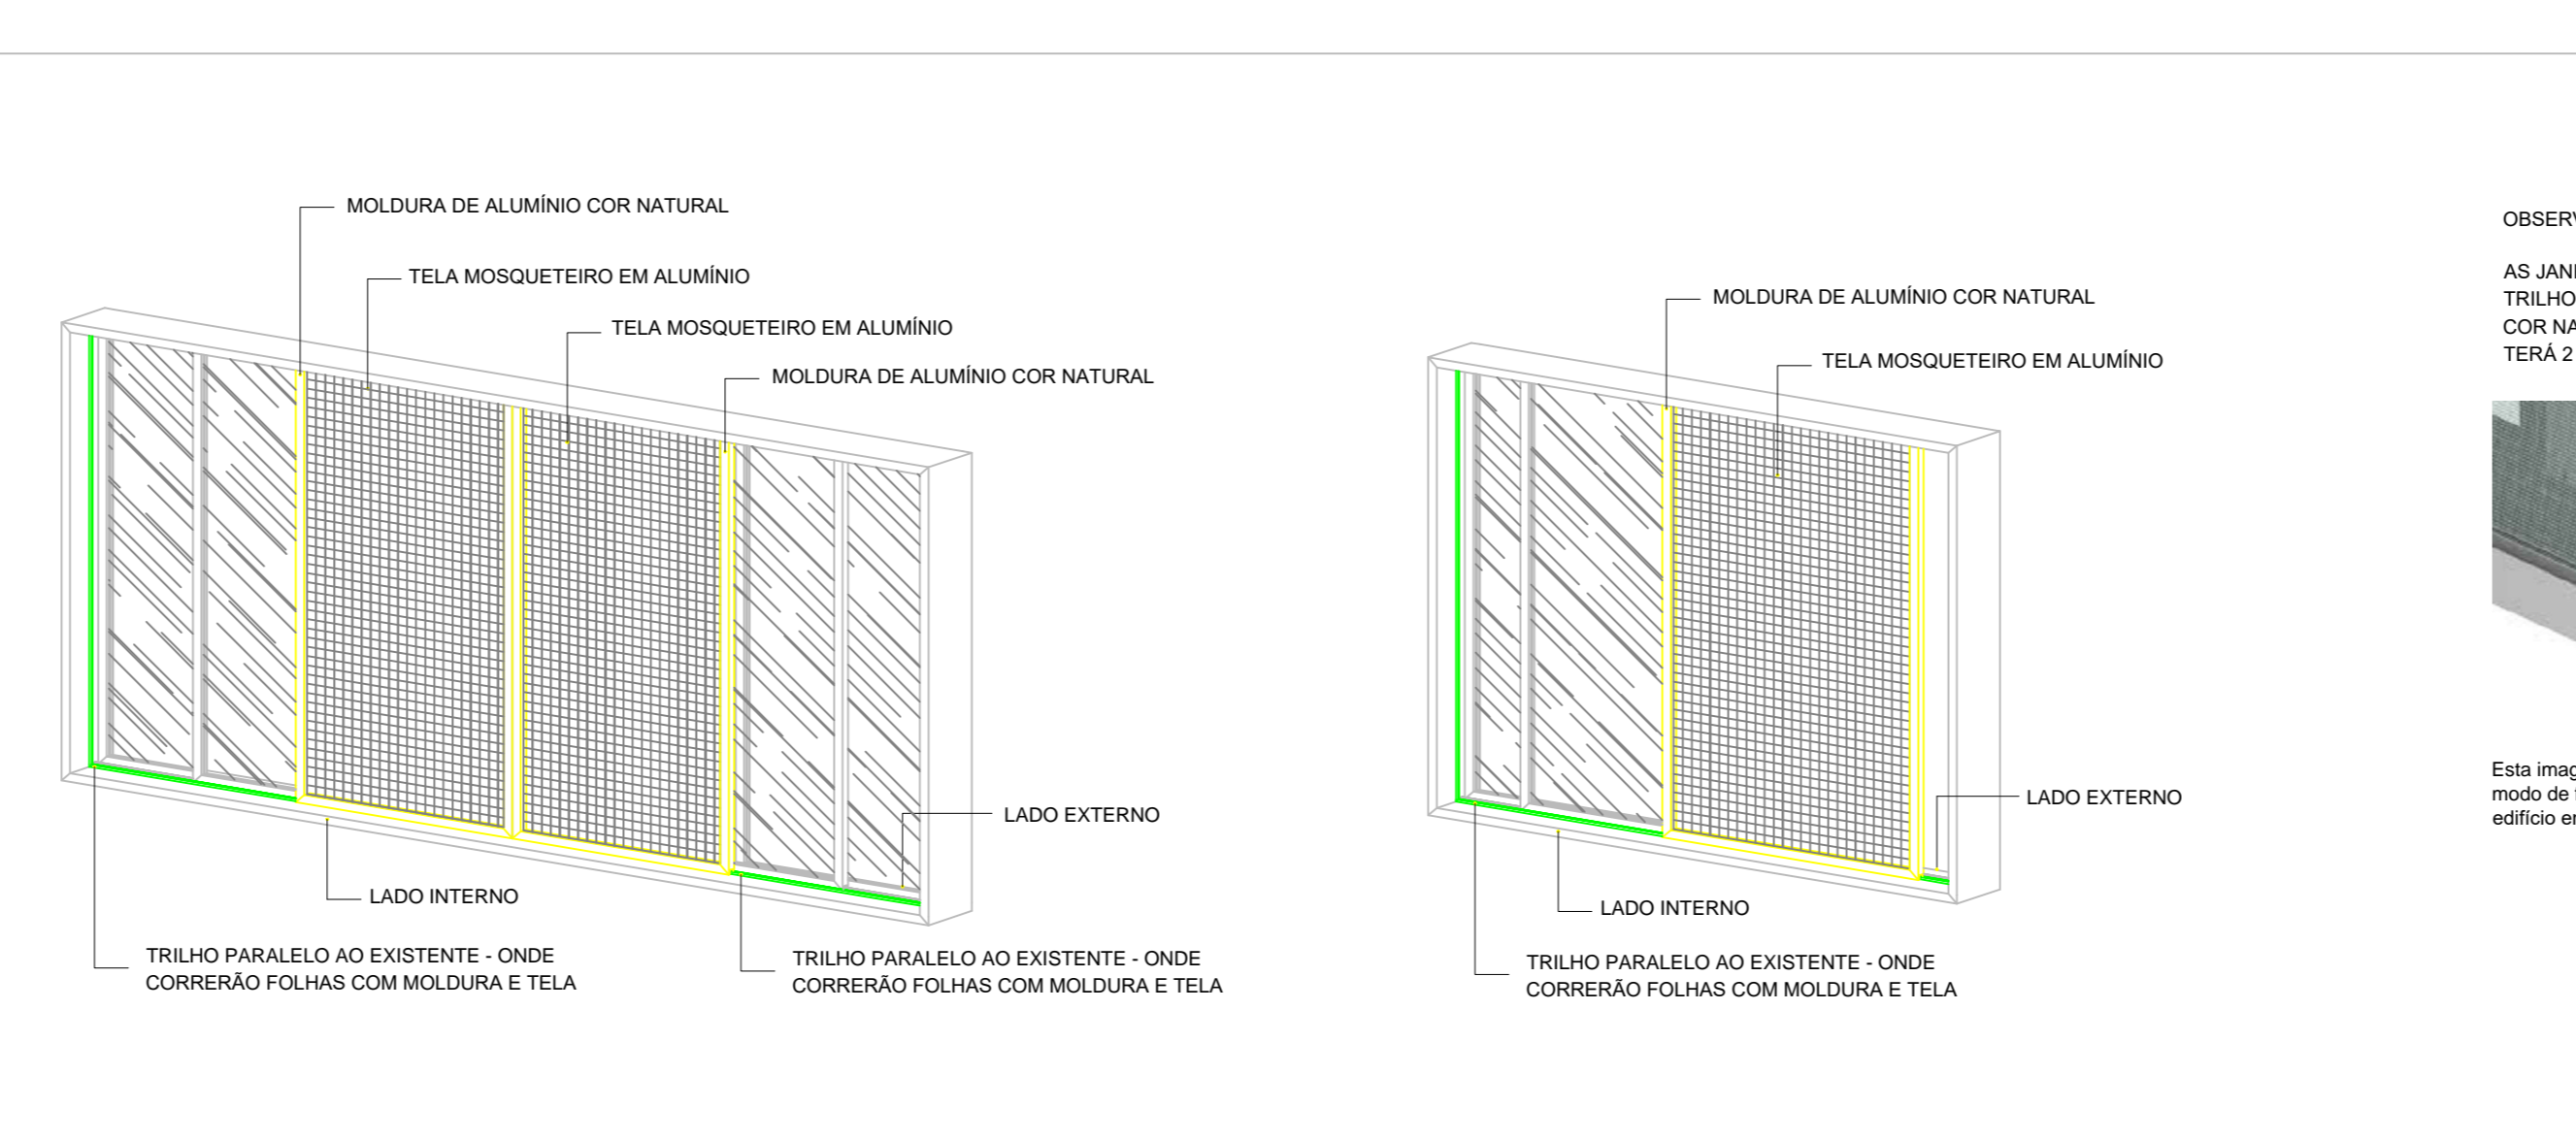 MOLDURA DE ALUMÍNIO COR NATURAL
TELA MOSQUETEIRO EM ALUMÍNIO
TELA MOSQUETEIRO EM ALUMÍNIO
MOLDURA DE ALUMÍNIO COR NATURAL
LADO EXTERNO
LADO INTERNO
TRILHO PARALELO AO EXISTENTE - ONDE
CORRERÃO FOLHAS COM MOLDURA E TELA
TRILHO PARALELO AO EXISTENTE - ONDE
CORRERÃO FOLHAS COM MOLDURA E TELA
MOLDURA DE ALUMÍNIO COR NATURAL
TELA MOSQUETEIRO EM ALUMÍNIO
LADO EXTERNO
LADO INTERNO
TRILHO PARALELO AO EXISTENTE - ONDE
CORRERÃO FOLHAS COM MOLDURA E TELA
AS
TRILHO
COR
TERÁ 2
Esta
modo de
edifício